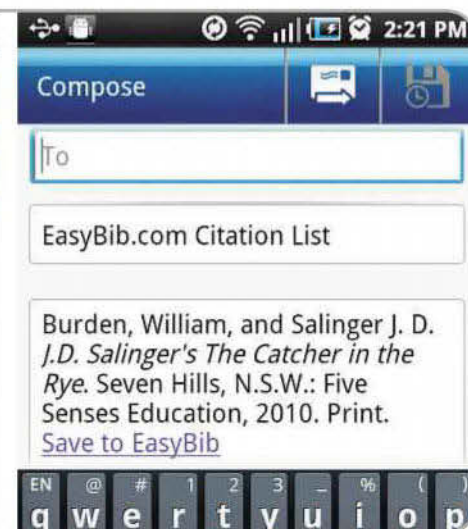 2:21 PM
Compose
To
EasyBib.com Citation List
Burden, William, and Salinger J. D.
J.D. Salinger's The Catcher in the
Rye. Seven Hills, N.S.W.: Five
Senses Education, 2010. Print.
Save to EasyBib
EN @ # 1 2 3 _ % ( )
q w e r t y u i o p